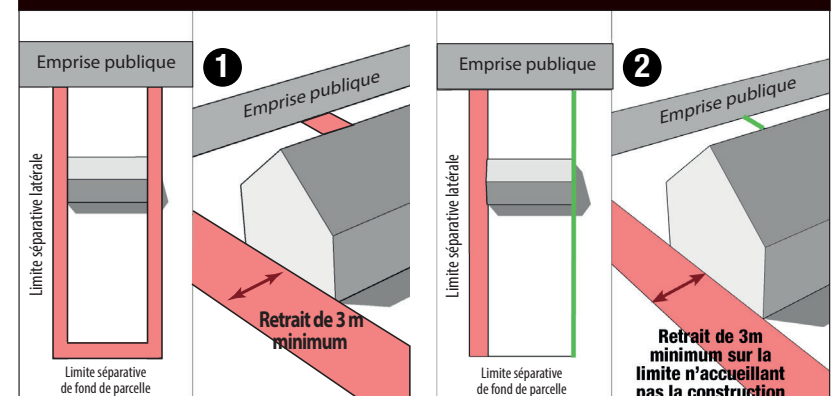 Emprise publique
1
Emprise publique
Limite séparative latérale
Retrait de 3 m
minimum
Limite séparative
de fond de parcelle
Emprise publique
2
Emprise publique
Limite séparative latérale
Retrait de 3m
minimum sur la
limite n'accueillant
pas la construction
Limite séparative
de fond de parcelle